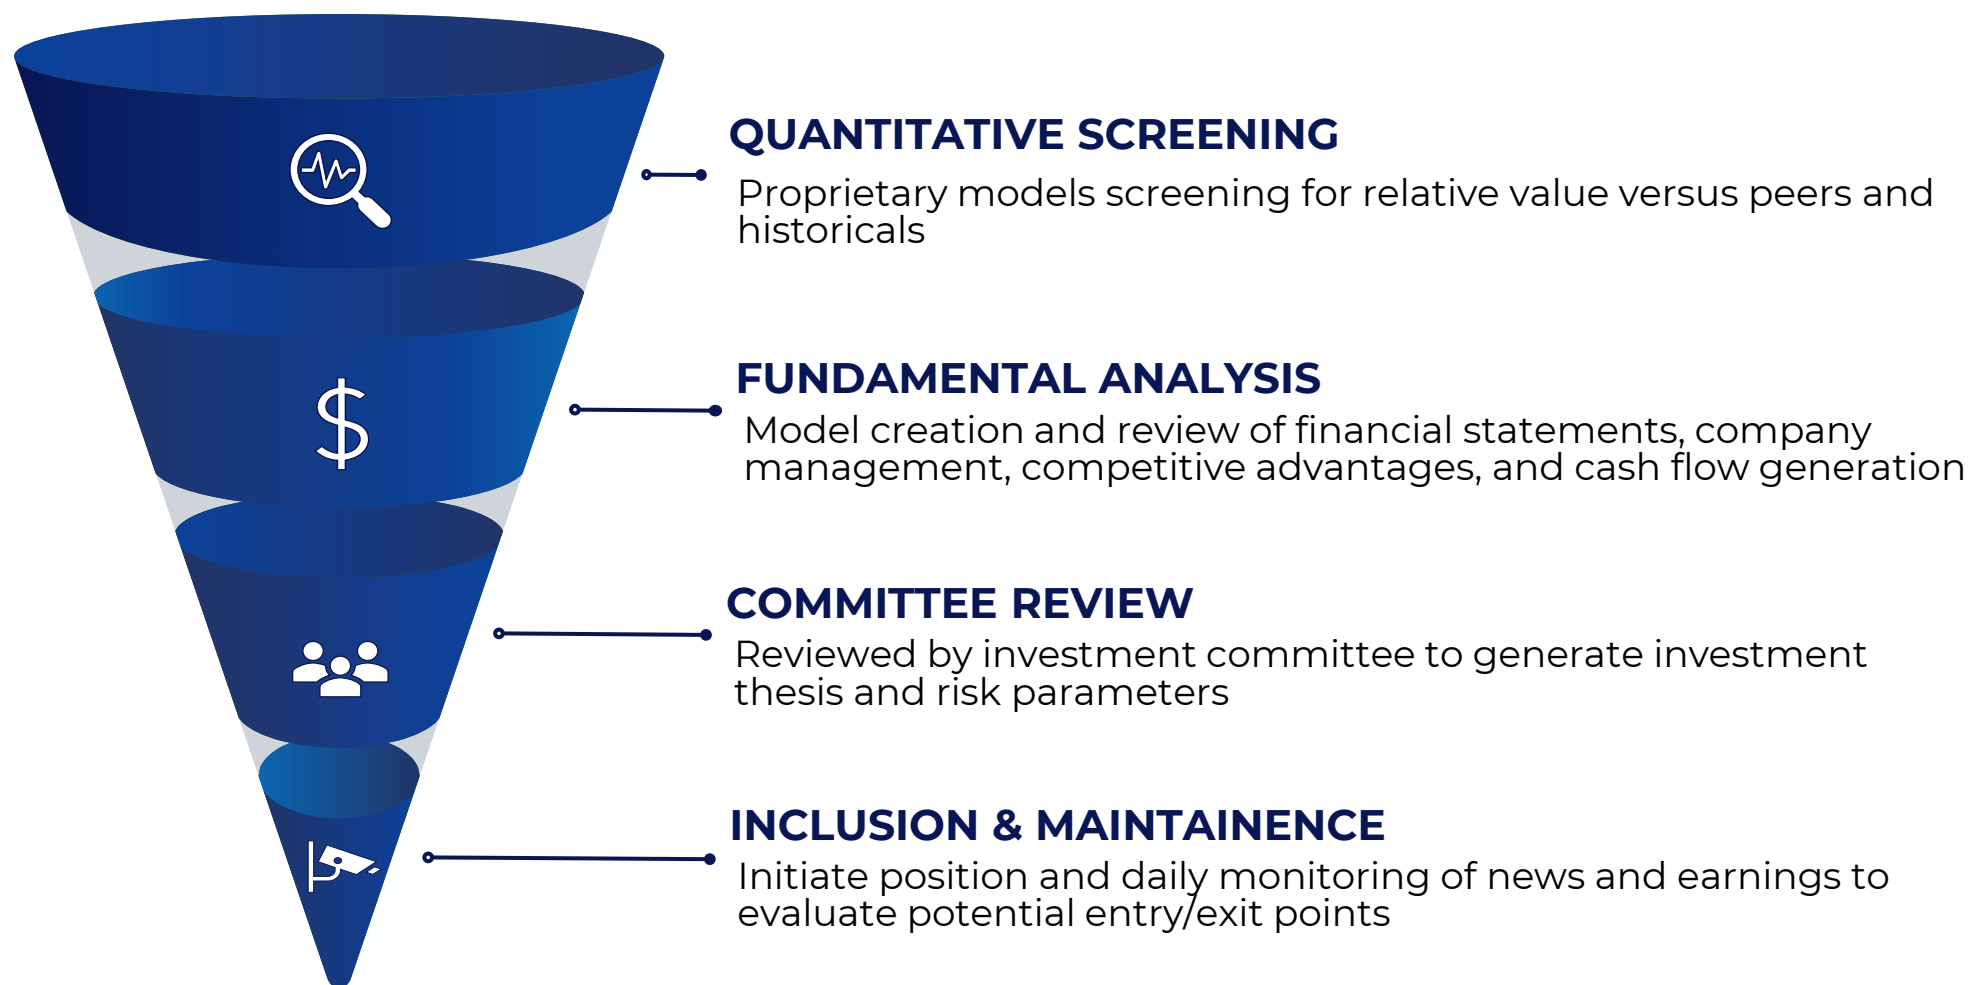 QUANTITATIVE SCREENING
Proprietary models screening for relative value versus peers and
historicals
FUNDAMENTAL ANALYSIS
Model creation and review of financial statements, company
management, competitive advantages, and cash flow generation
COMMITTEE REVIEW
Reviewed by investment committee to generate investment
thesis and risk parameters
INCLUSION & MAINTAINENCE
Initiate position and daily monitoring of news and earnings to
evaluate potential entry/exit points